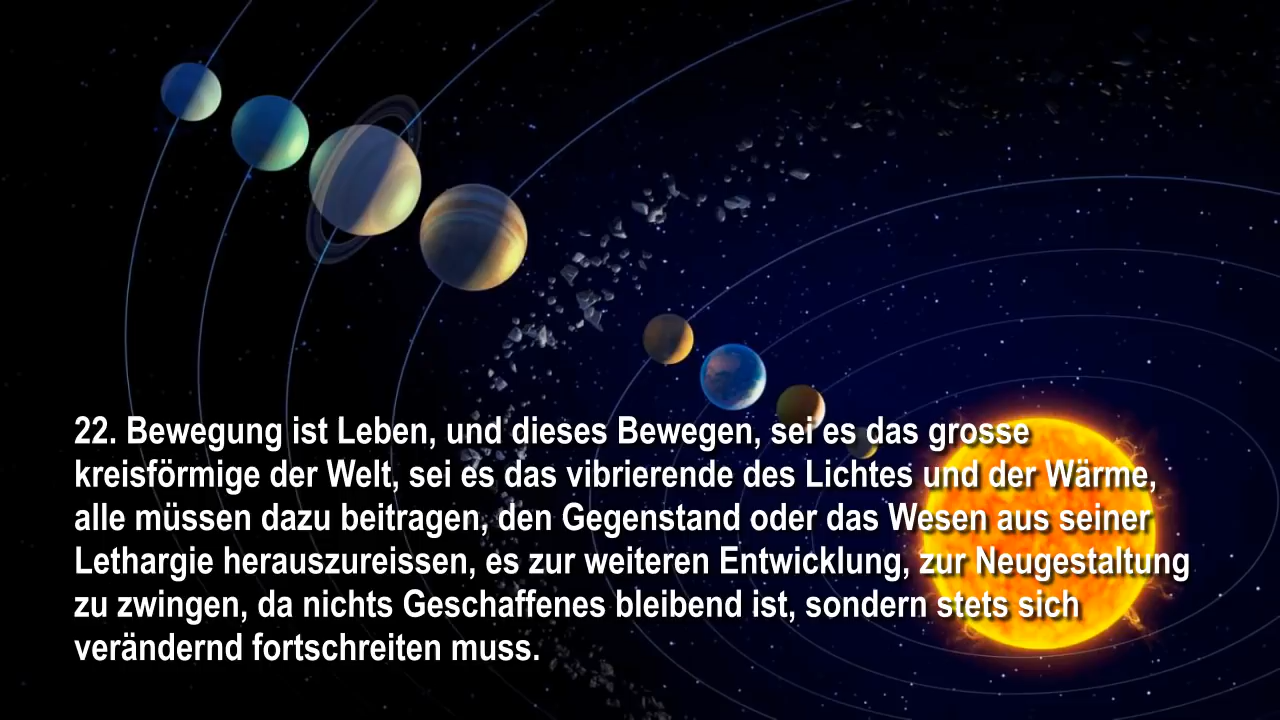 22. Bewegung ist Leben, und dieses Bewegen, sei es das grosse
kreisförmige der Welt, sei es das vibrierende des Lichtes und der Wärme,
alle müssen dazu beitragen, den Gegenstand oder das Wesen aus seiner
Lethargie herauszureissen, es zur weiteren Entwicklung, zur Neugestaltung
zu zwingen, da nichts Geschaffenes bleibend ist, sondern stets sich
verändernd fortschreiten muss.